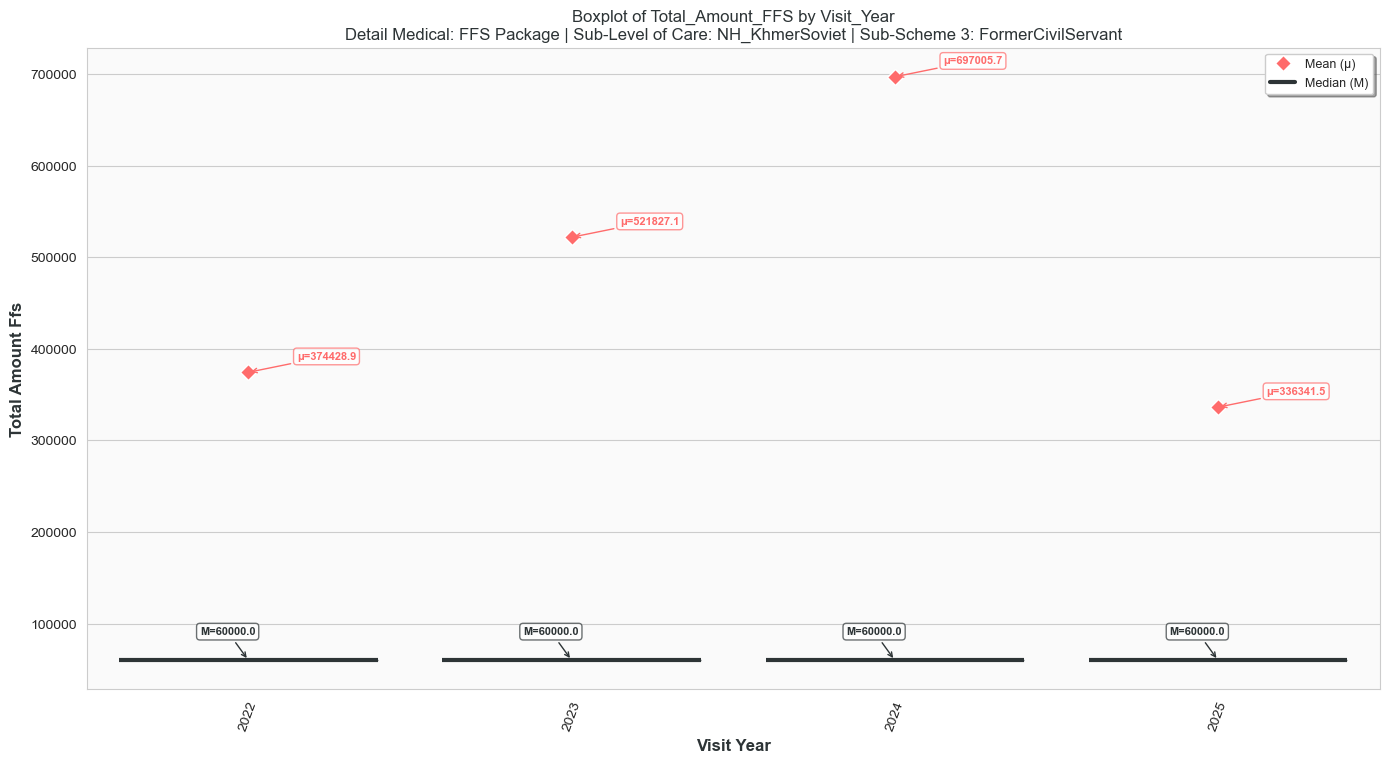 Boxplot of Total_Amount_FFS by Visit_Year
Detail Medical: FFS Package | Sub-Level of Care: NH_KhmerSoviet | Sub-Scheme 3: FormerCivilServant
Mean (μ)
Median (M)
Total Amount Ffs
700000
600000
500000
400000
300000
200000
100000
μ=374428.9
μ=521827.1
μ=697005.7
μ=336341.5
M=60000.0
M=60000.0
M=60000.0
M=60000.0
2022
2023
2024
2025
Visit Year